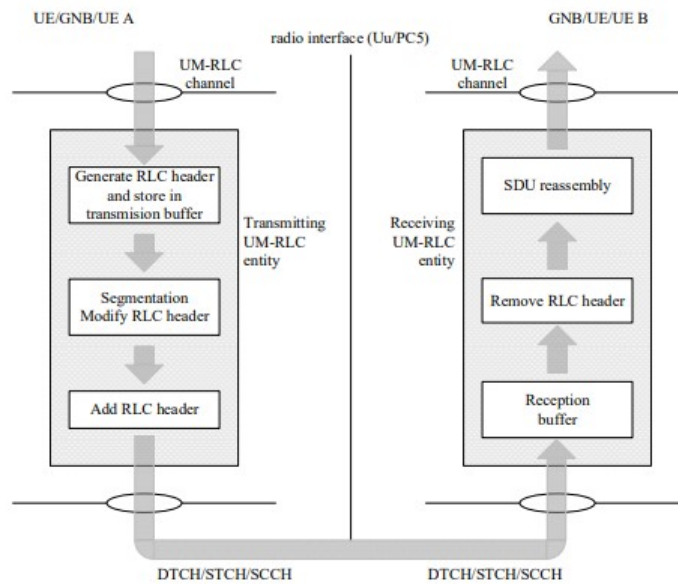 UE/GNB/UE A
GNB/UE/UE B
radio interface (Uu/PC5)
UM-RLC
channel
UM-RLC
channel
Generate RLC header
and store in
transmision buffer
Transmitting
UM-RLC
entity
Segmentation
Modify RLC header
Add RLC header
Receiving
UM-RLC
entity
SDU reassembly
Remove RLC header
Reception
buffer
DTCH/STCH/SCCH
DTCH/STCH/SCCH